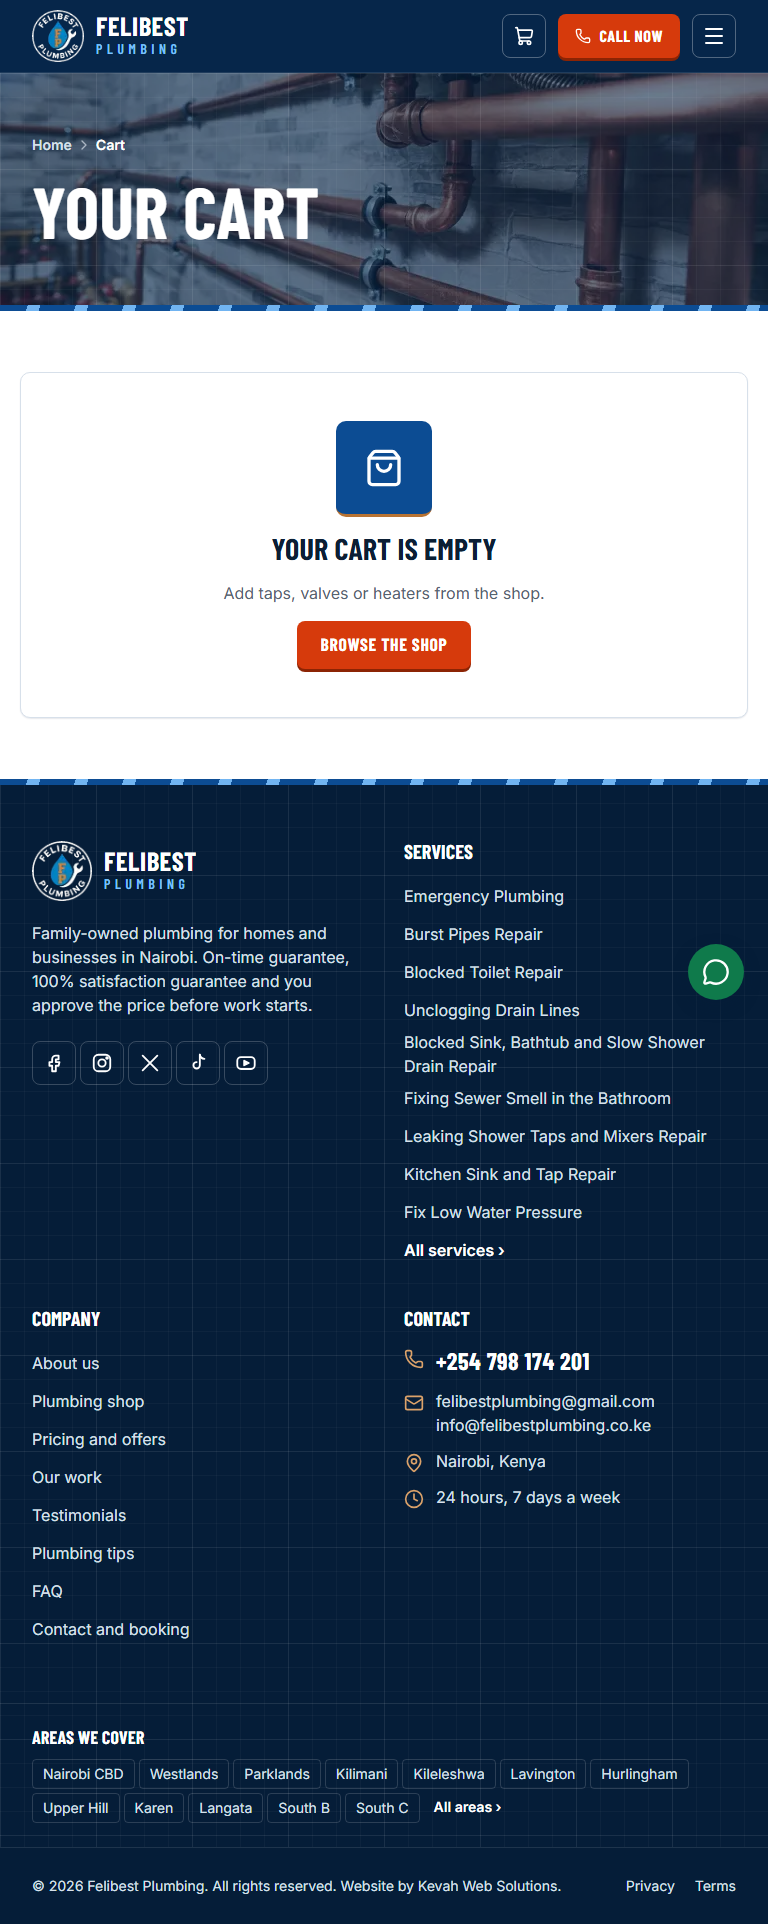 FELIBEST
PLUMBING
FELIBEST
PLUMBING
CALL NOW
Home > Cart
YOUR CART
YOUR CART IS EMPTY
Add taps, valves or heaters from the shop.
BROWSE THE SHOP
FELIBEST
PLUMBING
FELIBEST
PLUMBING
Family-owned plumbing for homes and
businesses in Nairobi. On-time guarantee,
100% satisfaction guarantee and you
approve the price before work starts.
SERVICES
Emergency Plumbing
Burst Pipes Repair
Blocked Toilet Repair
Unclogging Drain Lines
Blocked Sink, Bathtub and Slow Shower
Drain Repair
Fixing Sewer Smell in the Bathroom
Leaking Shower Taps and Mixers Repair
Kitchen Sink and Tap Repair
Fix Low Water Pressure
All services ›
COMPANY
About us
Plumbing shop
Pricing and offers
Our work
Testimonials
Plumbing tips
FAQ
Contact and booking
CONTACT
+254 798 174 201
felibestplumbing@gmail.com
info@felibestplumbing.co.ke
Nairobi, Kenya
24 hours, 7 days a week
AREAS WE COVER
Nairobi CBD Westlands Parklands Kilimani Kileleshwa Lavington Hurlingham
Upper Hill Karen Langata South B South C All areas ›
© 2026 Felibest Plumbing. All rights reserved. Website by Kevah Web Solutions. Privacy Terms